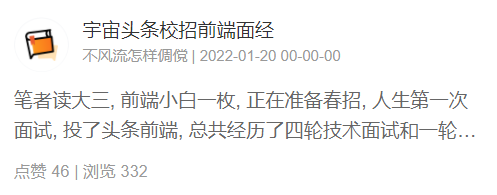 宇宙头条校招前端面经
不风流怎样倜傥 | 2022-01-20 00-00-00
笔者读大三, 前端小白一枚, 正在准备春招, 人生第一次
面试, 投了头条前端, 总共经历了四轮技术面试和一轮...
点赞 46 | 浏览 332